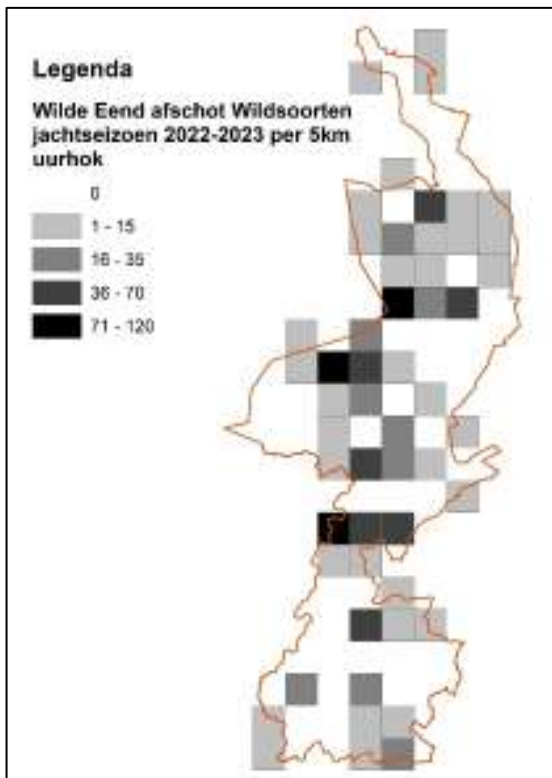 Legenda
Wilde Eend afschot Wildsoorten
jachtseizoen 2022-2023 per 5km
uurhok
0
1 - 15
16 - 35
36 - 70
71 - 120